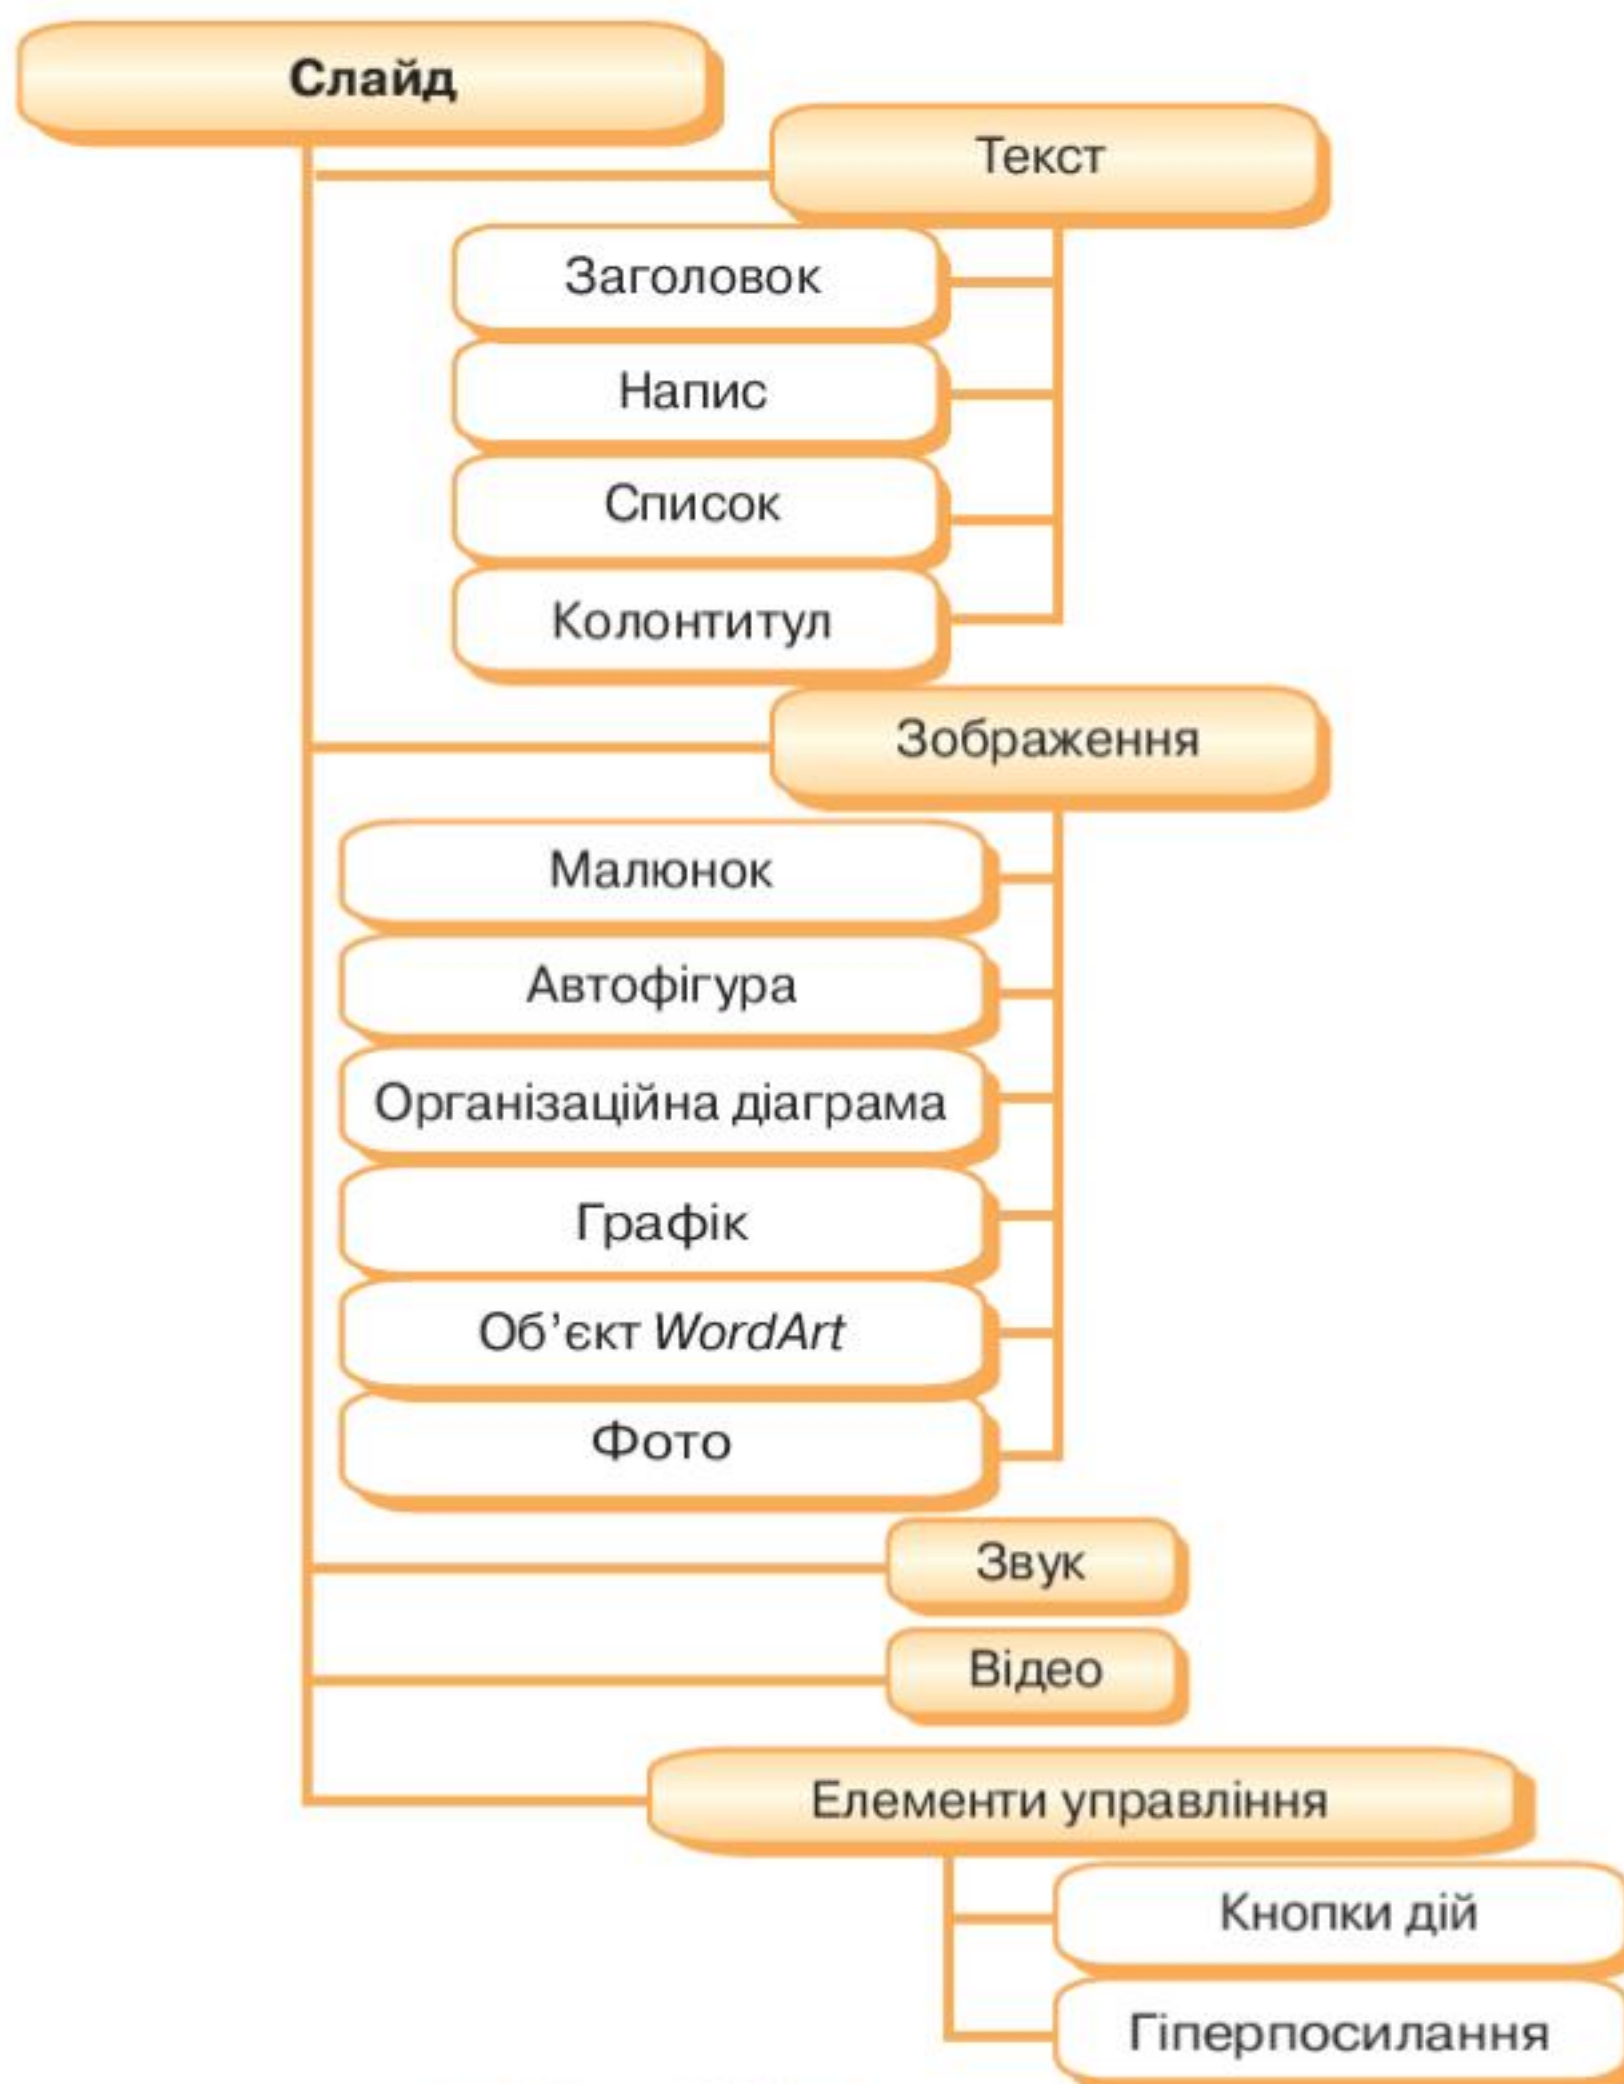 Слайд
Текст
Заголовок
Напис
Список
Колонтитул
Зображення
Малюнок
Автофігура
Організаційна діаграма
Графік
Об’єкт WordArt
Фото
Звук
Відео
Елементи управління
Кнопки дій
Гіперпосилання